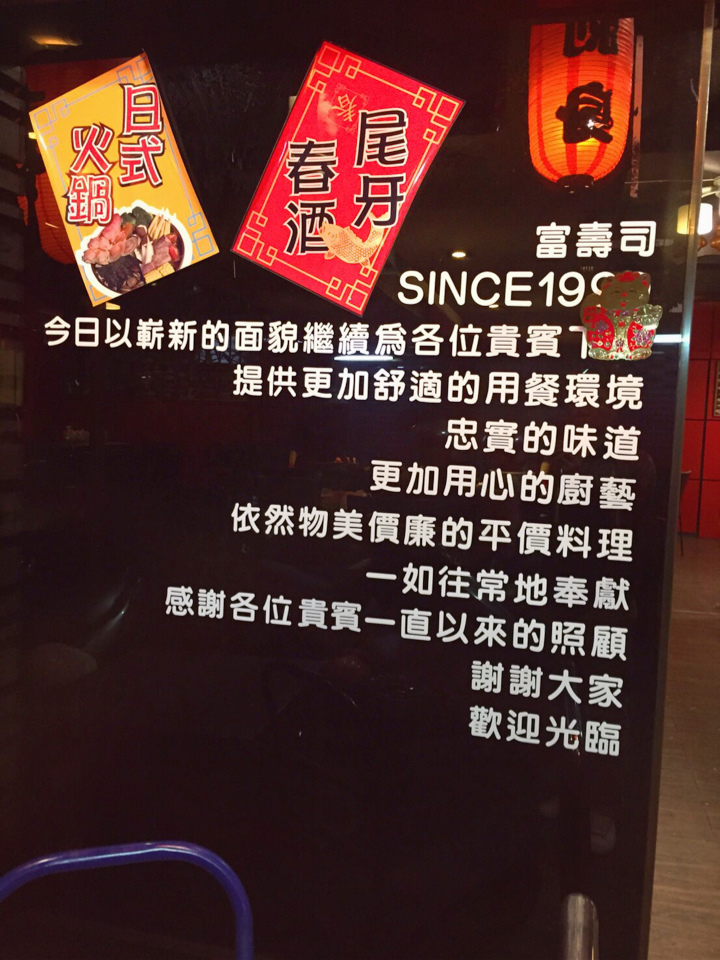 日式
火鍋
尾牙
春酒
良
富壽司
SINCE199
今日以嶄新的面貌繼續為各位貴賓
提供更加舒適的用餐環境
忠實的味道
更加用心的廚藝
依然物美價廉的平價料理
一如往常地奉獻
感謝各位貴賓一直以來的照顧
謝謝大家
歡迎光臨